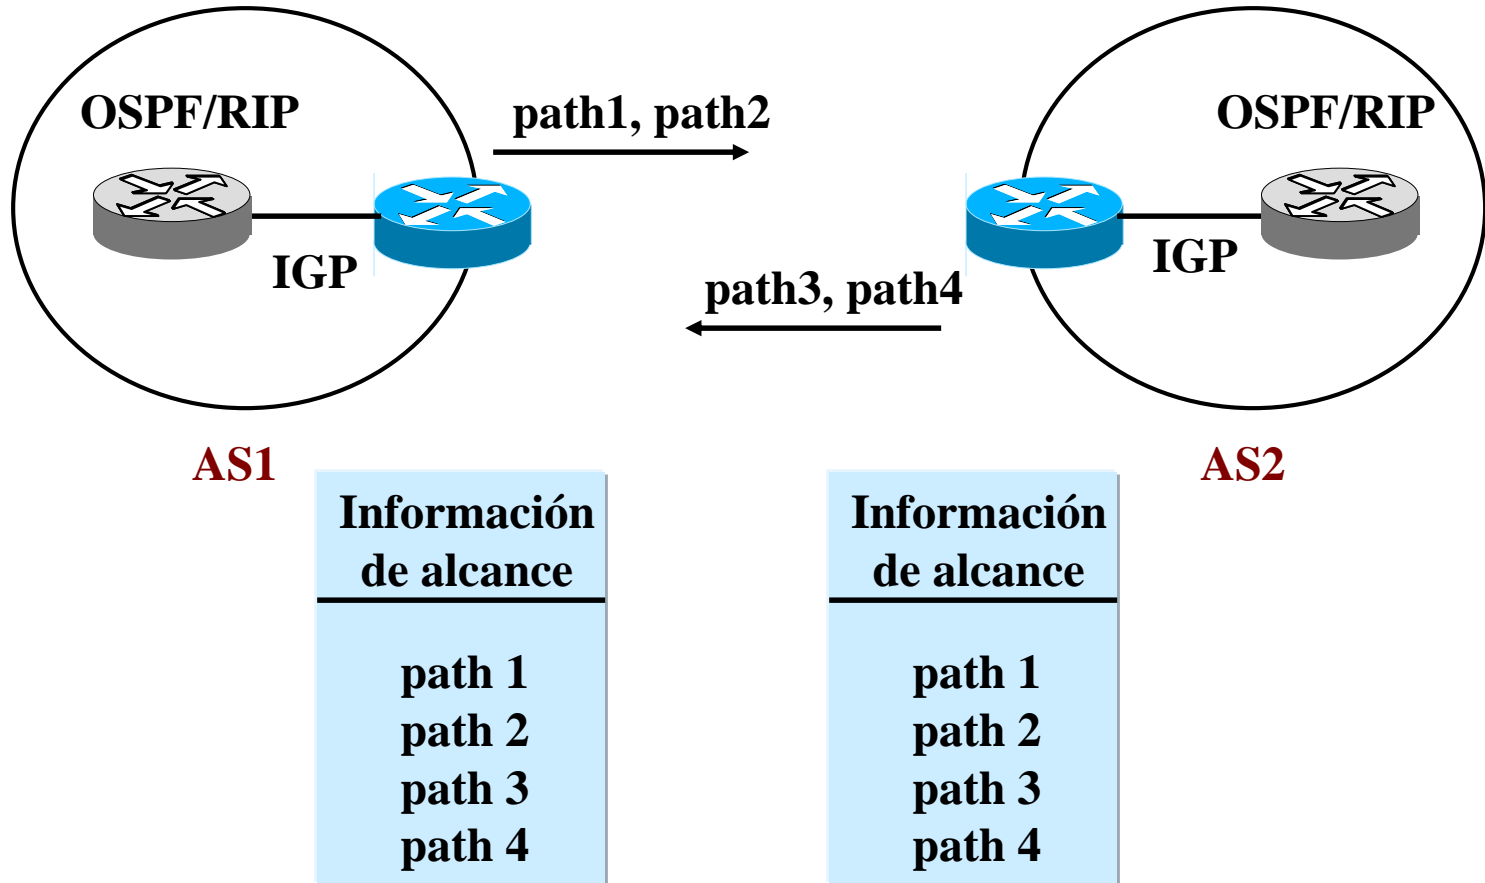 OSPF/RIP
path1, path2
OSPF/RIP
IGP
IGP
path3, path4
AS1
AS2
Información
de alcance
path 1
path 2
path 3
path 4
Información
de alcance
path 1
path 2
path 3
path 4